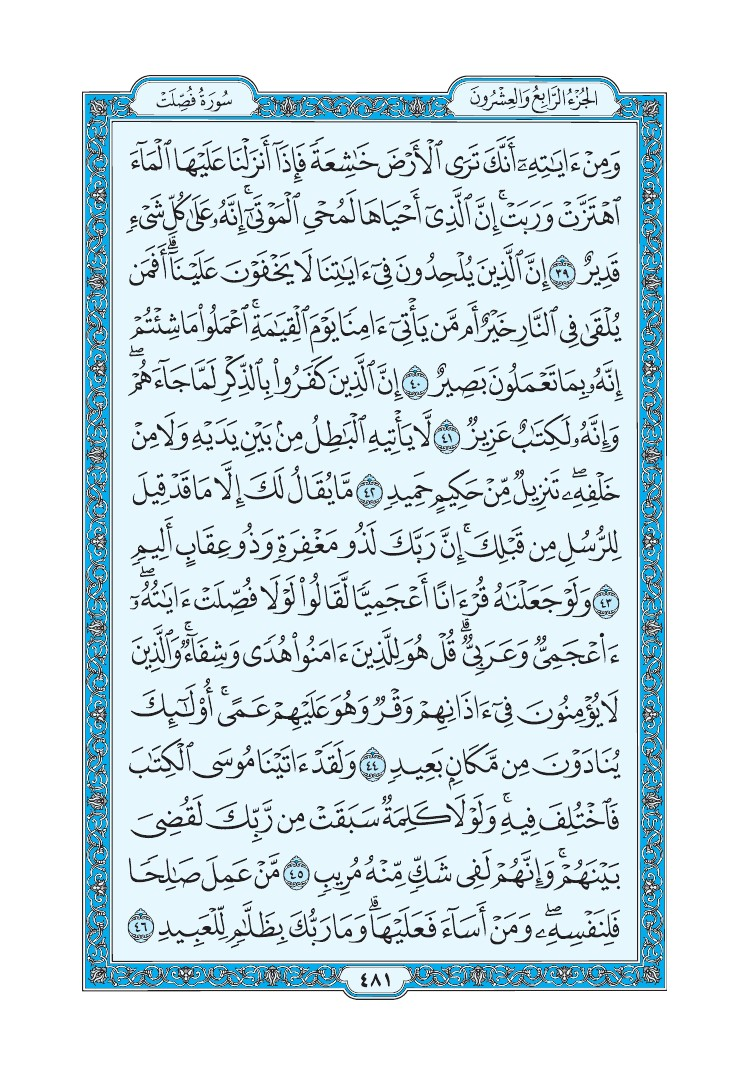 الجُزْءُ الرَّابِعُ وَالعِشْرُونَ
سُورَةُ فُصِّلَتْ
وَمِنْ ءَايَٰتِهِۦٓ أَنَّكَ تَرَى ٱلْأَرْضَ خَٰشِعَةً فَإِذَآ أَنزَلْنَا عَلَيْهَا ٱلْمَآءَ
ٱهْتَزَّتْ وَرَبَتْ ۚ إِنَّ ٱلَّذِىٓ أَحْيَاهَا لَمُحْىِ ٱلْمَوْتَىٰٓ ۚ إِنَّهُۥ عَلَىٰ كُلِّ شَىْءٍ
قَدِيرٌ ٣٩ إِنَّ ٱلَّذِينَ يُلْحِدُونَ فِىٓ ءَايَٰتِنَا لَا يَخْفَوْنَ عَلَيْنَآ ۗ أَفَمَن
يُلْقَىٰ فِى ٱلنَّارِ خَيْرٌ أَم مَّن يَأْتِىٓ ءَامِنًا يَوْمَ ٱلْقِيَٰمَةِ ۚ ٱعْمَلُوا۟ مَا شِئْتُمْ ۖ
إِنَّهُۥ بِمَا تَعْمَلُونَ بَصِيرٌ ٤٠ إِنَّ ٱلَّذِينَ كَفَرُوا۟ بِٱلذِّكْرِ لَمَّا جَآءَهُمْ ۖ
وَإِنَّهُۥ لَكِتَٰبٌ عَزِيزٌ ٤١ لَّا يَأْتِيهِ ٱلْبَٰطِلُ مِنۢ بَيْنِ يَدَيْهِ وَلَا مِنْ
خَلْفِهِۦ ۖ تَنزِيلٌ مِّنْ حَكِيمٍ حَمِيدٍ ٤٢ مَّا يُقَالُ لَكَ إِلَّا مَا قَدْ قِيلَ
لِلرُّسُلِ مِن قَبْلِكَ ۚ إِنَّ رَبَّكَ لَذُو مَغْفِرَةٍ وَذُو عِقَابٍ أَلِيمٍ
٤٣ وَلَوْ جَعَلْنَٰهُ قُرْءَانًا أَعْجَمِيًّا لَّقَالُوا۟ لَوْلَا فُصِّلَتْ ءَايَٰتُهُۥٓ ۖ
ءَا۬عْجَمِىٌّ وَعَرَبِىٌّ ۗ قُلْ هُوَ لِلَّذِينَ ءَامَنُوا۟ هُدًى وَشِفَآءٌ ۖ وَٱلَّذِينَ
لَا يُؤْمِنُونَ فِىٓ ءَاذَانِهِمْ وَقْرٌ وَهُوَ عَلَيْهِمْ عَمًى ۚ أُو۟لَٰٓئِكَ
يُنَادَوْنَ مِن مَّكَانٍۭ بَعِيدٍ ٤٤ وَلَقَدْ ءَاتَيْنَا مُوسَى ٱلْكِتَٰبَ
فَٱخْتُلِفَ فِيهِ ۗ وَلَوْلَا كَلِمَةٌ سَبَقَتْ مِن رَّبِّكَ لَقُضِىَ
بَيْنَهُمْ ۚ وَإِنَّهُمْ لَفِى شَكٍّ مِّنْهُ مُرِيبٍ ٤٥ مَّنْ عَمِلَ صَٰلِحًا
فَلِنَفْسِهِۦ ۖ وَمَنْ أَسَآءَ فَعَلَيْهَا ۗ وَمَا رَبُّكَ بِظَلَّٰمٍ لِّلْعَبِيدِ ٤٦
٤٨١